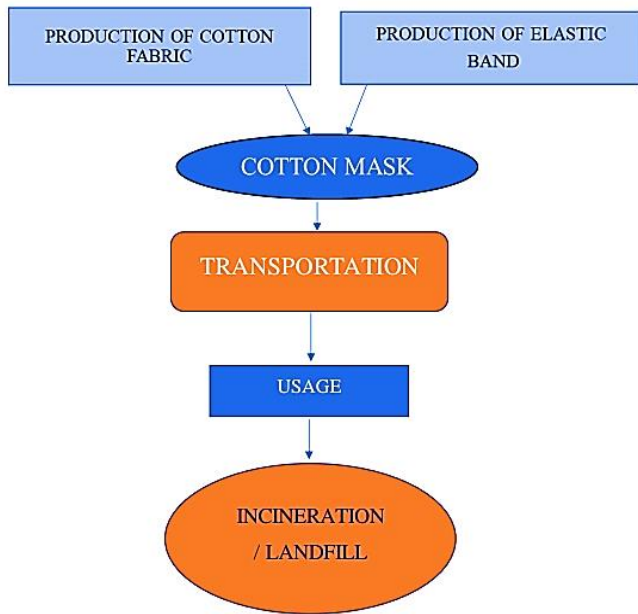 PRODUCTION OF COTTON
FABRIC
PRODUCTION OF ELASTIC
BAND
COTTON MASK
TRANSPORTATION
USAGE
INCINERATION
/ LANDFILL